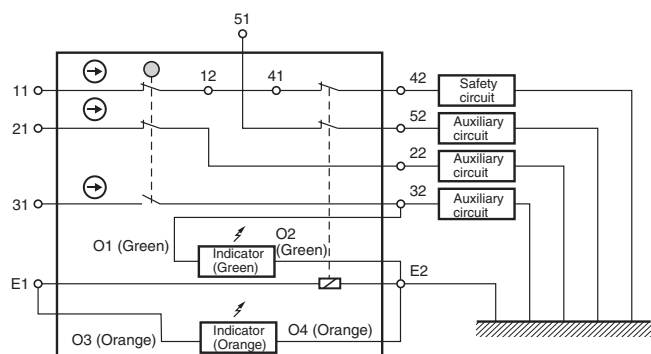 51
11
12
41
42
Safety
circuit
21
52
Auxiliary
circuit
22
Auxiliary
circuit
31
32
Auxiliary
circuit
O1 (Green)
Indicator
(Green)
O2
(Green)
E1
E2
O3 (Orange)
Indicator
(Orange)
O4 (Orange)